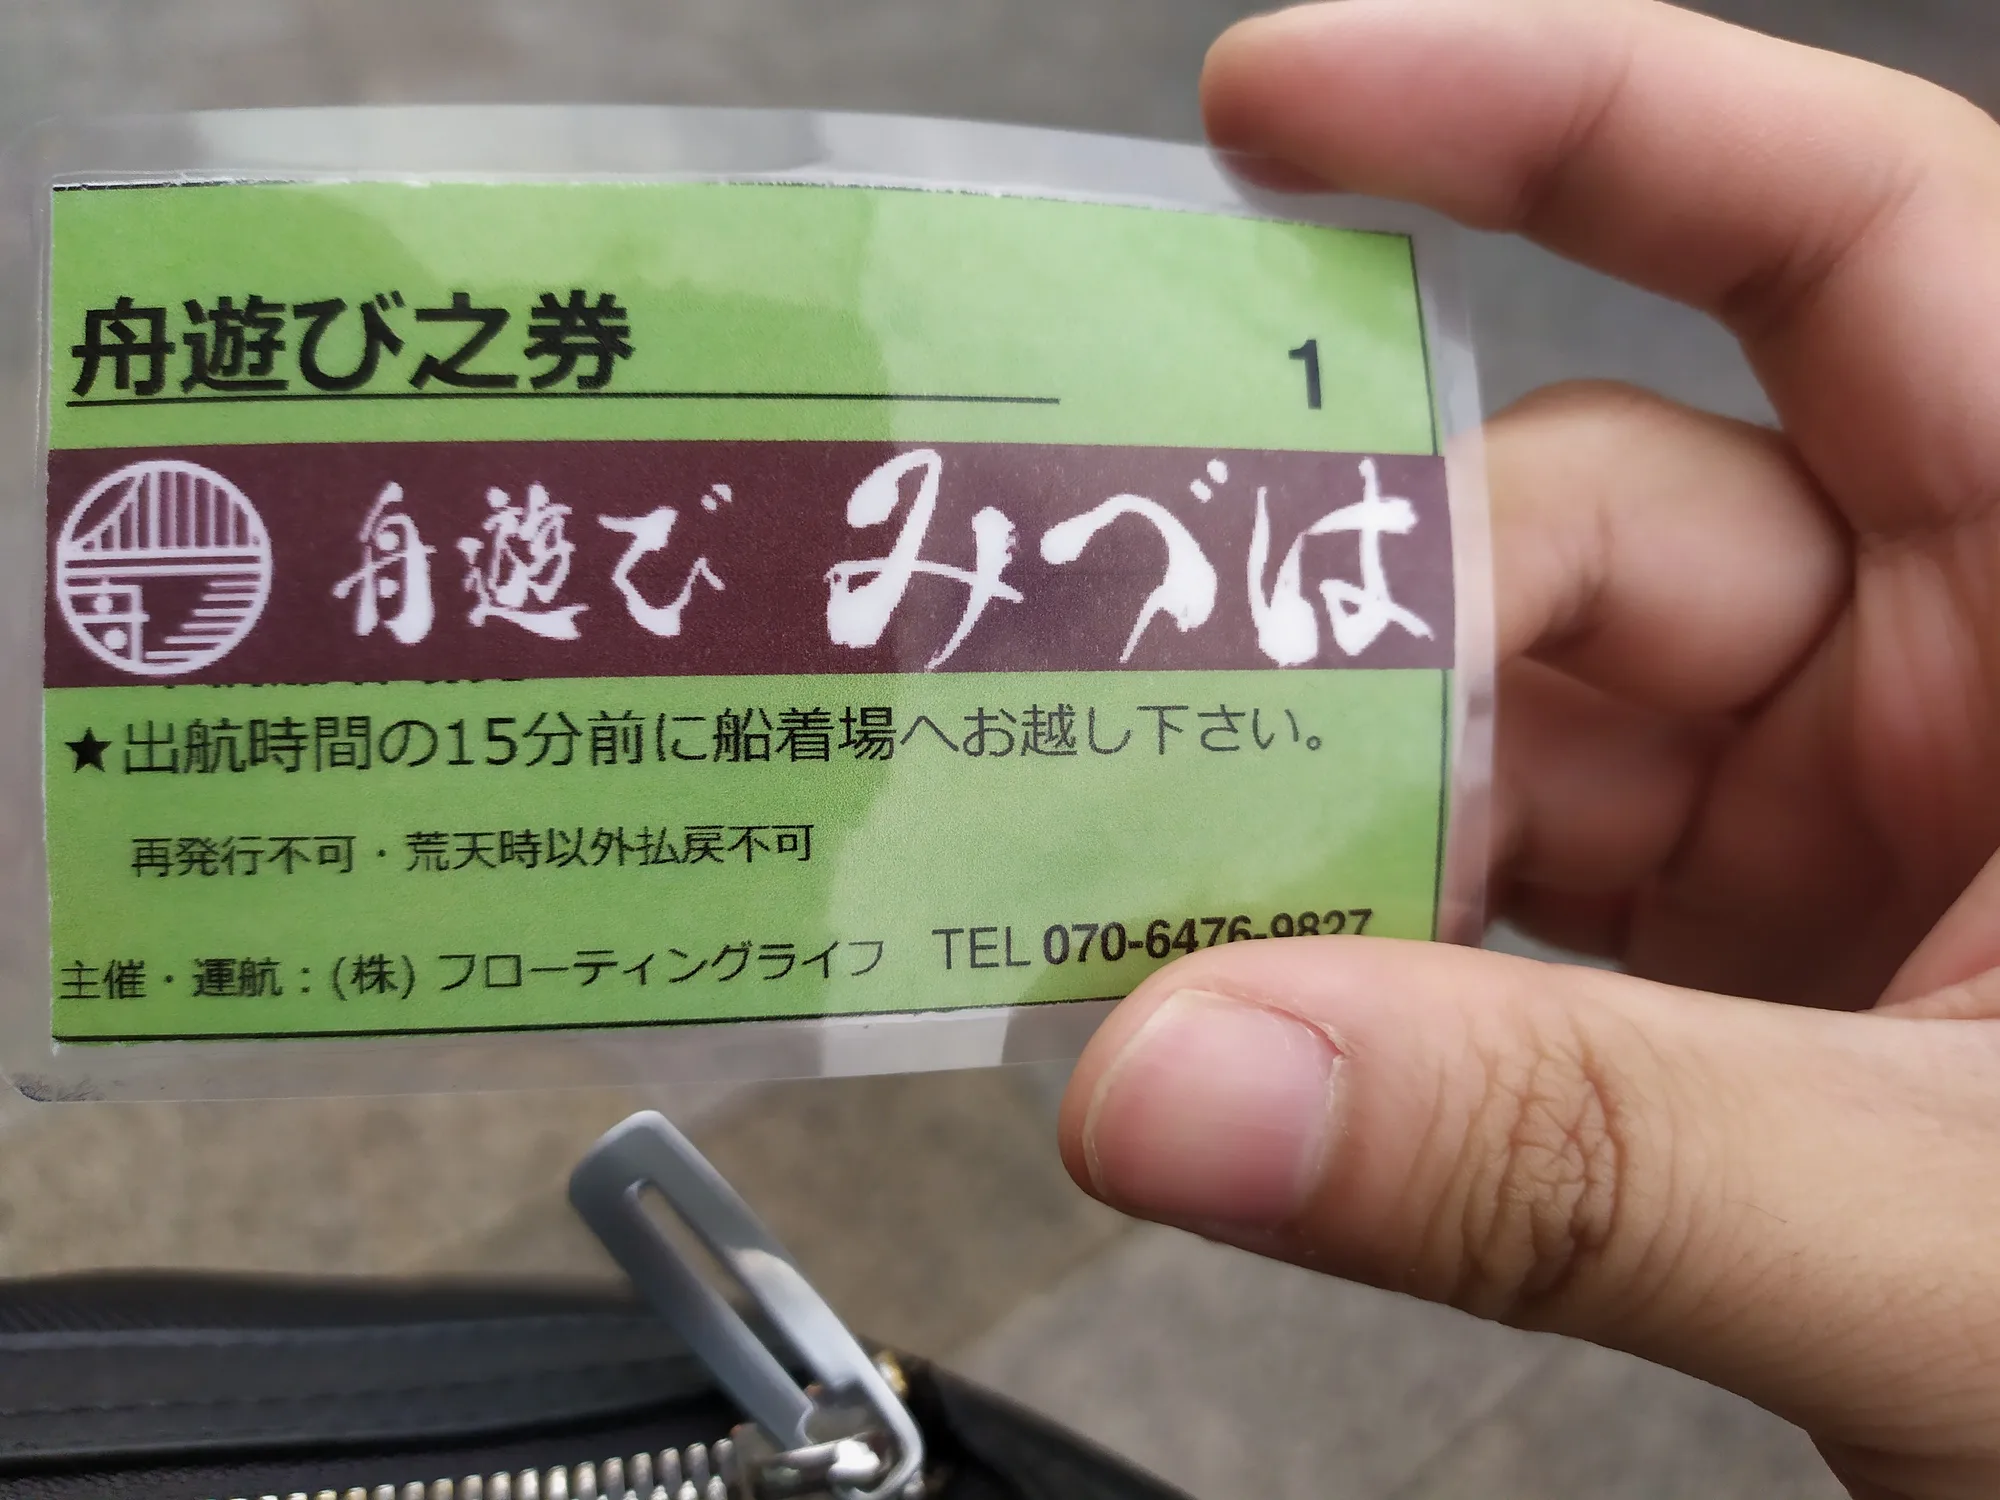 舟遊び之券
1
舟遊び みづは
★出航時間の15分前に船着場へお越し下さい。
再発行不可・荒天時以外払戻不可
主催・運航：(株) フローティングライフ TEL 070-6476-9827